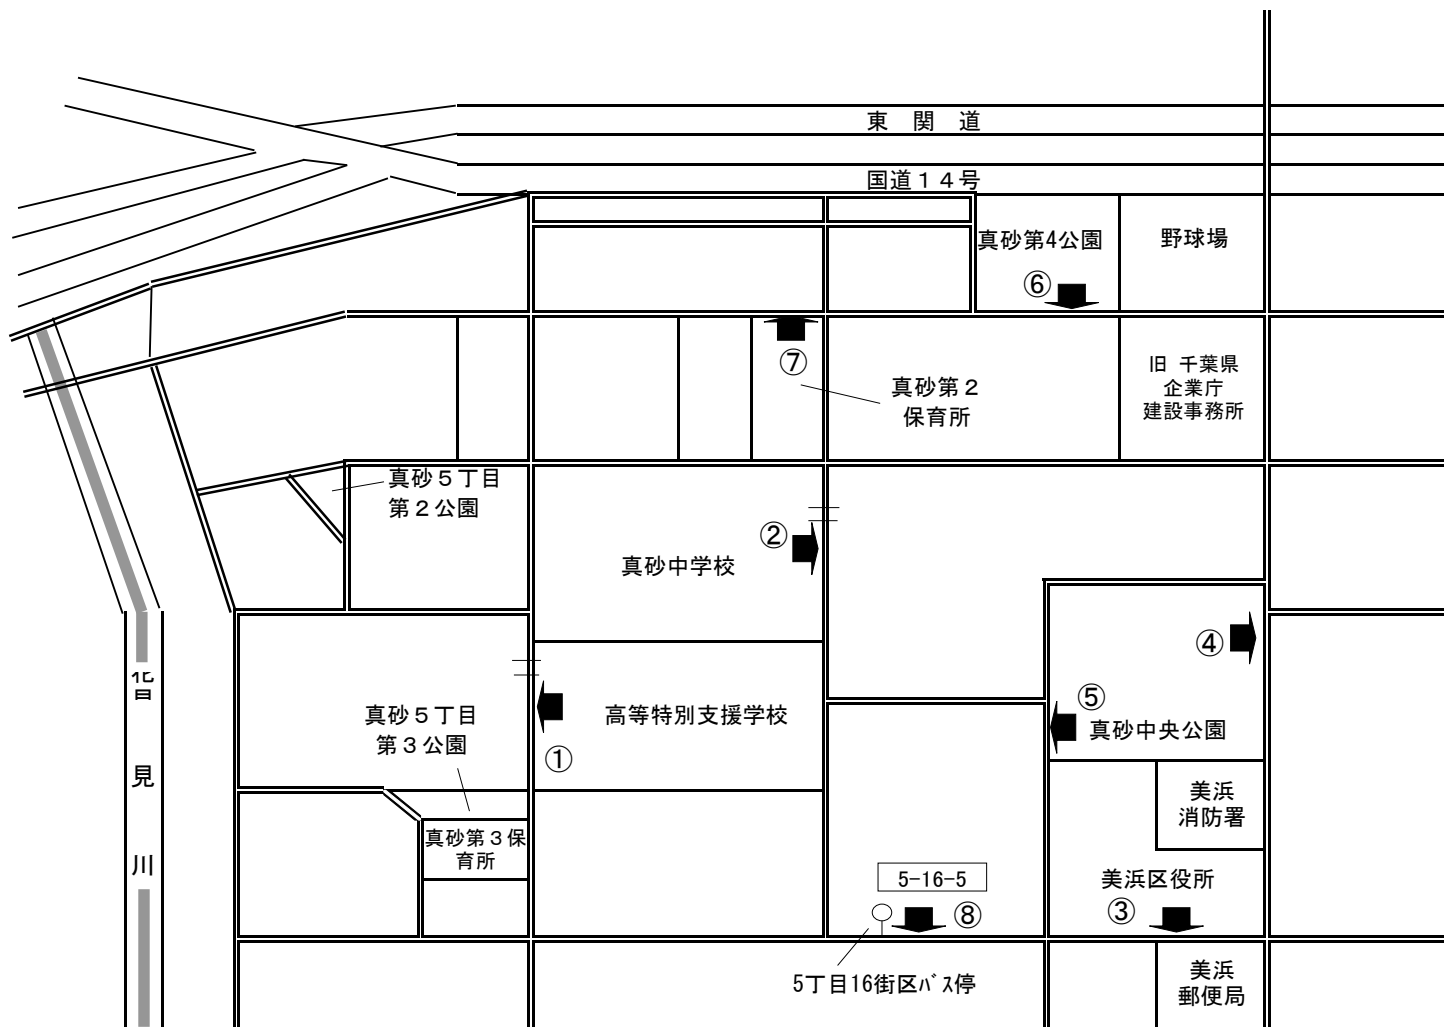 東　関　道
国道１４号
真砂第4公園
野球場
⑥
⑦
真砂第２
保育所
旧 千葉県
企業庁
建設事務所
真砂５丁目
第２公園
②
真砂中学校
④
⑤
真砂中央公園
真砂５丁目
第３公園
①
高等特別支援学校
見
川
美浜
消防署
真砂第３保
育所
5-16-5
⑧
美浜区役所
③
5丁目16街区ﾊﾞｽ停
美浜
郵便局